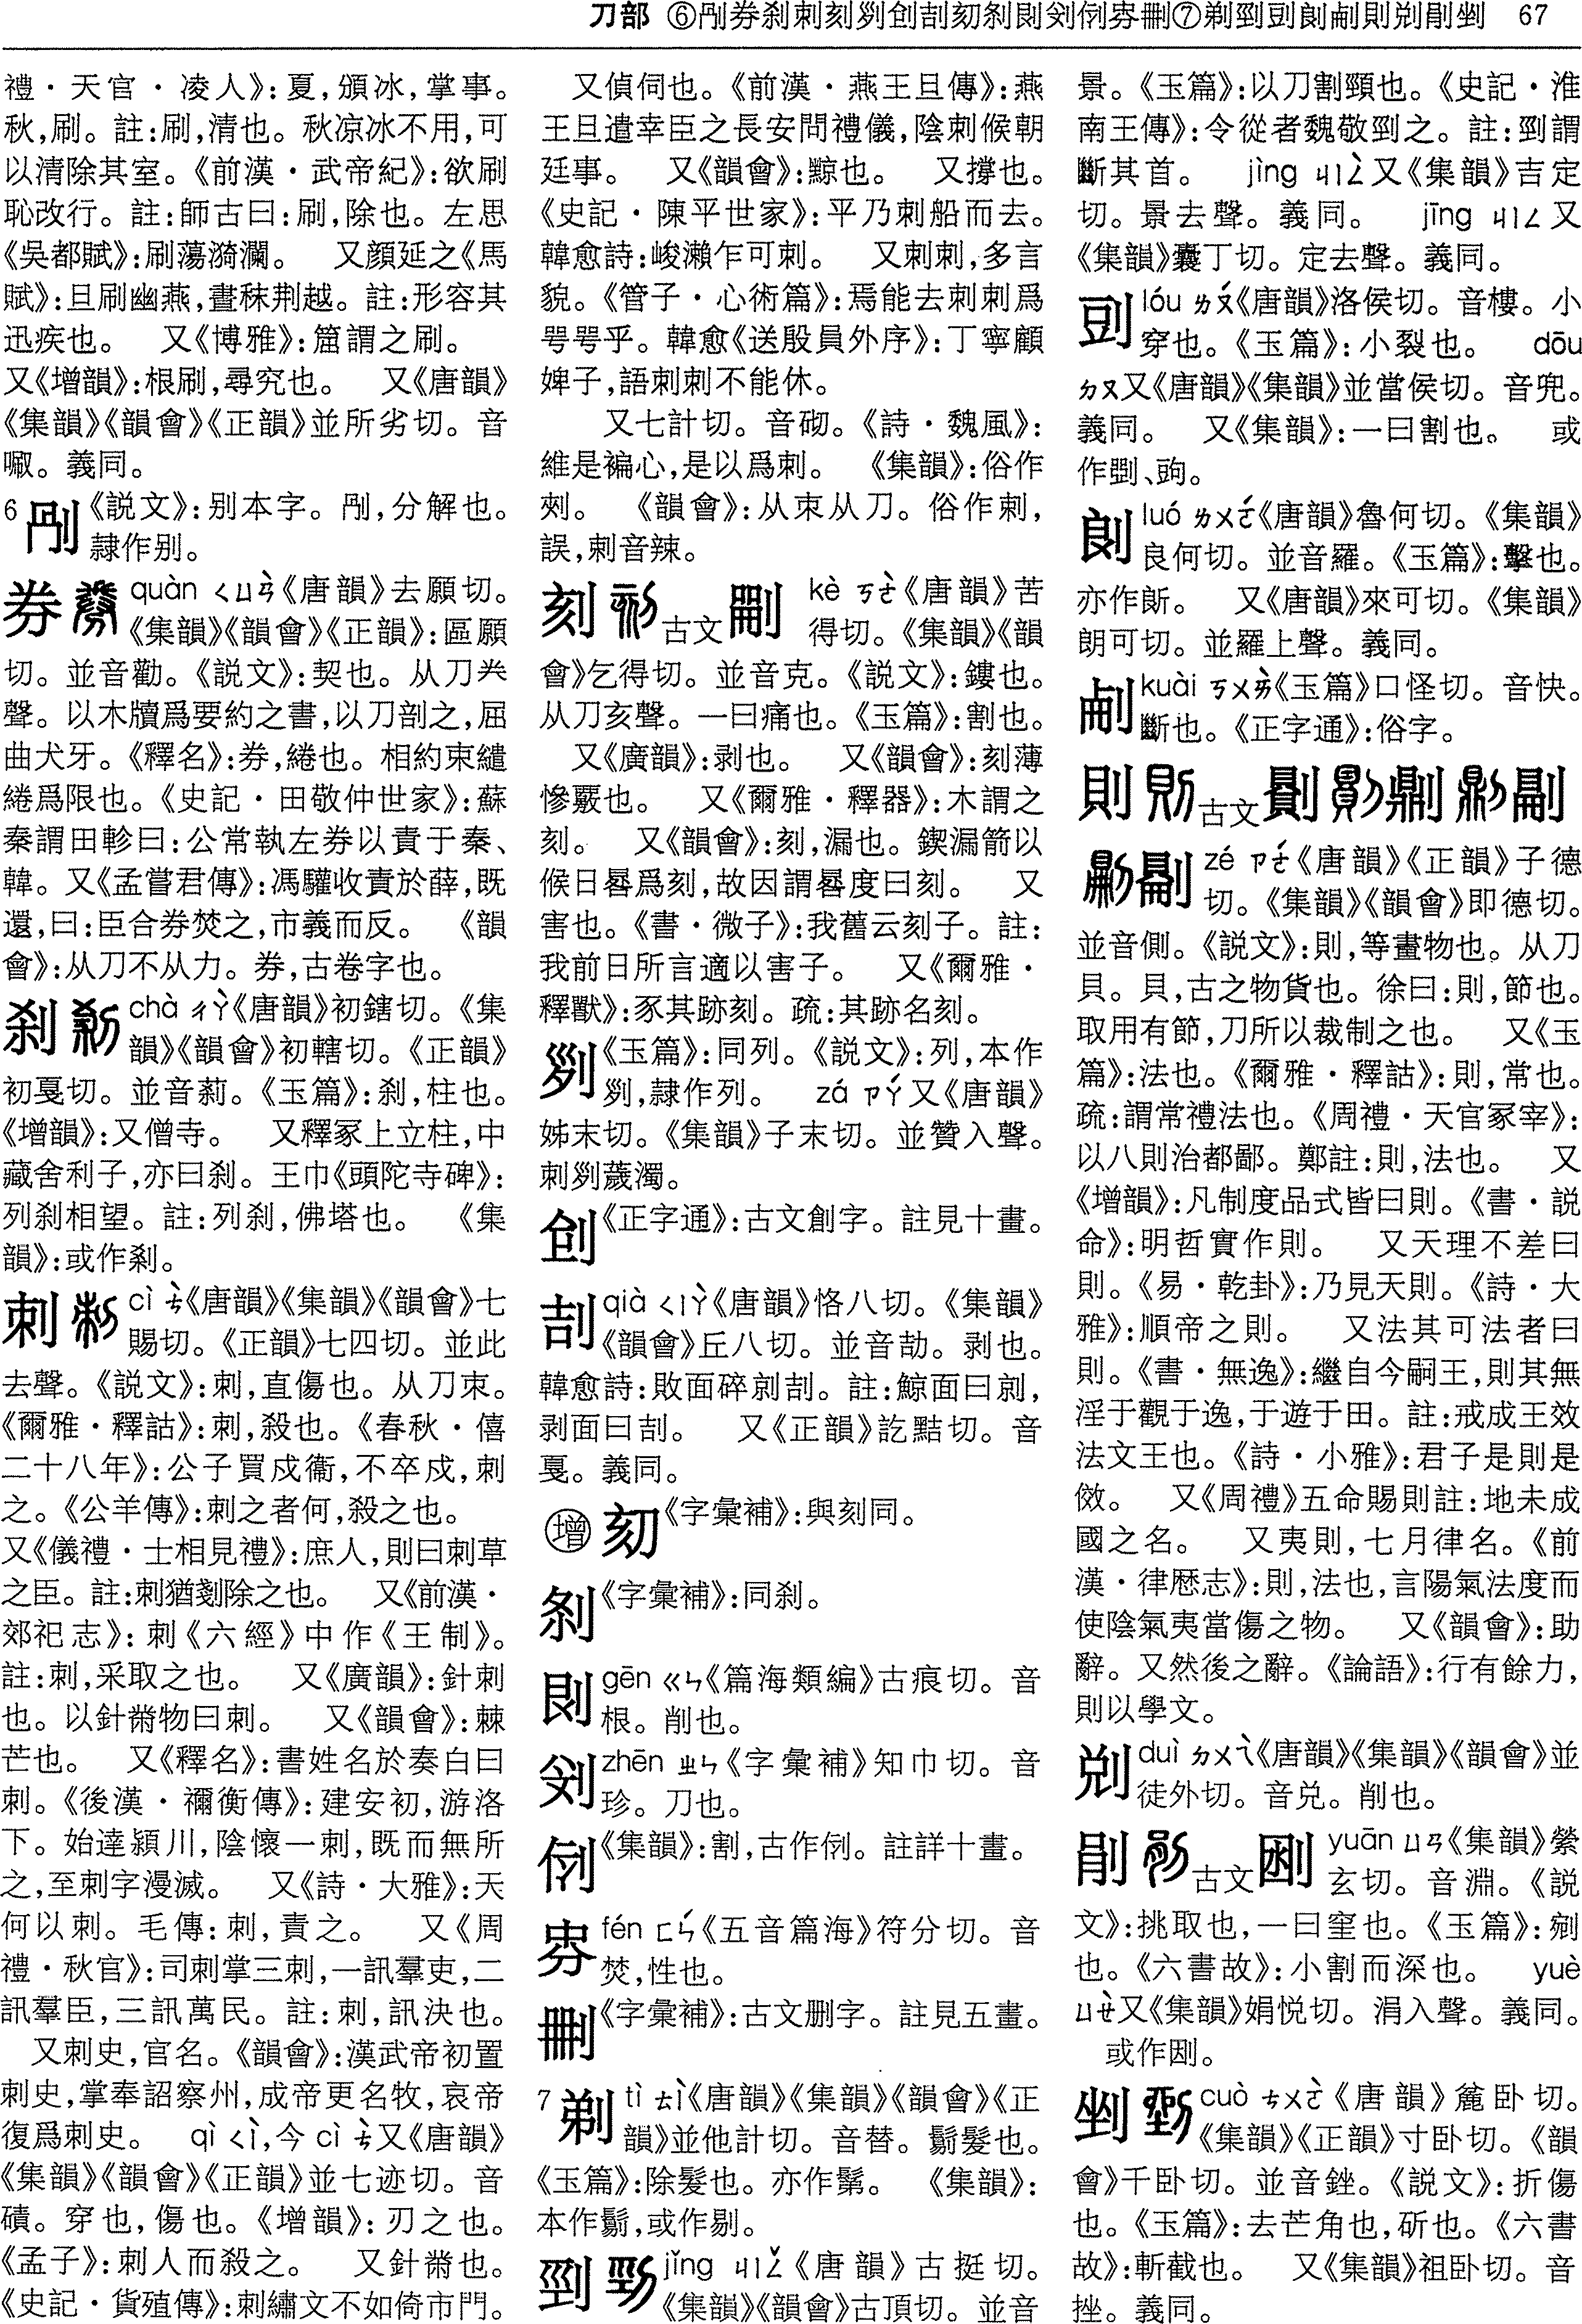 刀部 ⑥刐券刹刺刻刿创刮刧刴剆刽例劵刪⑦剃剄剅剆剮則剡剈剉 67
禮·天官·凌人》:夏,頒冰,掌事。
秋,刷。註:刷,清也。秋凉冰不用,可
以清除其室。《前漢·武帝紀》:欲刷
恥改行。註:師古曰:刷,除也。左思
《吳都賦》:刷蕩漪瀾。 又顔延之《馬
賦》:旦刷幽燕,晝秣荆越。註:形容其
迅疾也。 又《博雅》:㓞謂之刷。
又《增韻》:根刷,尋究也。 又《唐韻》
《集韻》《韻會》《正韻》並所劣切。音
㕞。義同。
6 《説文》:别本字。,分解也。
隷作别。
券 quàn ㄑㄩㄢˋ《唐韻》去願切。
《集韻》《韻會》《正韻》:區願
切。並音勸。《説文》:契也。从刀龹
聲。以木牘爲要約之書,以刀剖之,屈
曲犬牙。《釋名》:券,綣也。相約束繾
綣爲限也。《史記·田敬仲世家》:蘇
秦謂田軫曰:公常執左券以責于秦、
韓。又《孟嘗君傳》:馮驩收責於薛,既
還,曰:臣合券焚之,市義而反。 《韻
會》:从刀不从力。劵,古卷字也。
刹 chà ㄔㄚˋ《唐韻》初鎋切。《集
韻》《韻會》初轄切。《正韻》
初戛切。並音㔍。《玉篇》:刹,柱也。
《增韻》:又僧寺。 又釋冢上立柱,中
藏舍利子,亦曰刹。王巾《頭陀寺碑》:
列刹相望。註:列刹,佛塔也。 《集
韻》:或作㓼。
刺 cì ㄘˋ《唐韻》《集韻》《韻會》七
賜切。《正韻》七四切。並此
去聲。《説文》:刺,直傷也。从刀朿。
《爾雅·釋詁》:刺,殺也。《春秋·僖
二十八年》:公子買戍衞,不卒戍,刺
之。《公羊傳》:刺之者何,殺之也。
又《儀禮·士相見禮》:庶人,則曰刺草
之臣。註:刺猶剗除之也。 又《前漢·
郊祀志》:刺《六經》中作《王制》。
註:刺,采取之也。 又《廣韻》:針刺
也。以針黹物曰刺。 又《韻會》:棘
芒也。 又《釋名》:書姓名於奏白曰
刺。《後漢·禰衡傳》:建安初,游洛
下。始達潁川,陰懷一刺,既而無所
之,至刺字漫滅。 又《詩·大雅》:天
何以刺。毛傳:刺,責之。 又《周
禮·秋官》:司刺掌三刺,一訊羣吏,二
訊羣臣,三訊萬民。註:刺,訊決也。
又刺史,官名。《韻會》:漢武帝初置
刺史,掌奉詔察州,成帝更名牧,哀帝
復爲刺史。 qì ㄑㄧˋ,今 cì ㄘˋ又《唐韻》
《集韻》《韻會》《正韻》並七迹切。音
磧。穿也,傷也。《增韻》:刃之也。
《孟子》:刺人而殺之。 又針黹也。
《史記·貨殖傳》:刺繡文不如倚市門。
又偵伺也。《前漢·燕王旦傳》:燕
王旦遣幸臣之長安問禮儀,陰刺候朝
廷事。 又《韻會》:黥也。 又撐也。
《史記·陳平世家》:平乃刺船而去。
韓愈詩:峻瀨乍可刺。 又刺刺,多言
貌。《管子·心術篇》:焉能去刺刺爲
咢咢乎。韓愈《送殷員外序》:丁寧顧
婢子,語刺刺不能休。
又七計切。音砌。《詩·魏風》:
維是褊心,是以爲刺。 《集韻》:俗作
㓨。 《韻會》:从朿从刀。俗作刾,
誤,剌音辣。
刻 古文 kè ㄎㄜˋ《唐韻》苦
得切。《集韻》《韻
會》乞得切。並音克。《説文》:鏤也。
从刀亥聲。一曰痛也。《玉篇》:割也。
又《廣韻》:剥也。 又《韻會》:刻薄
慘覈也。 又《爾雅·釋器》:木謂之
刻。 又《韻會》:刻,漏也。鍥漏箭以
候日晷爲刻,故因謂晷度曰刻。 又
害也。《書·微子》:我舊云刻子。註:
我前日所言適以害子。 又《爾雅·
釋獸》:豕其跡刻。疏:其跡名刻。
《玉篇》:同列。《説文》:列,本作
,隷作列。 zá ㄗㄚˊ又《唐韻》
姊末切。《集韻》子末切。並赞入聲。
刺濊濁。
《正字通》:古文創字。註見十畫。
㓤 qià ㄑㄧㄚˋ《唐韻》恪八切。《集韻》
《韻會》丘八切。並音劼。剥也。
韓愈詩:敗面碎剠㓤。註:鯨面曰剠,
剥面曰㓤。 又《正韻》訖黠切。音
戛。義同。
增 《字彙補》:與刻同。
《字彙補》:同刹。
gēn ㄍㄣ《篇海類編》古痕切。音
根。削也。
zhēn ㄓㄣ《字彙補》知巾切。音
珍。刀也。
《集韻》:割,古作。註詳十畫。
fén ㄈㄣˊ《五音篇海》符分切。音
焚,性也。
《字彙補》:古文删字。註見五畫。
7 剃 tì ㄊㄧˋ《唐韻》《集韻》《韻會》《正
韻》並他計切。音替。鬀髮也。
《玉篇》:除髮也。亦作髴。 《集韻》:
本作鬀,或作剔。
剄 jǐng ㄐㄧㄥˇ《唐韻》古挺切。
《集韻》《韻會》古頂切。並音
景。《玉篇》:以刀割頸也。《史記·淮
南王傳》:令從者魏敬剄之。註:剄謂
斷其首。 jìng ㄐㄧㄥˋ又《集韻》吉定
切。景去聲。義同。 jīng ㄐㄧㄥ又
《集韻》囊丁切。定去聲。義同。
剅 lóu ㄌㄡˊ《唐韻》洛侯切。音樓。小
穿也。《玉篇》:小裂也。 dōu
ㄉㄡ又《唐韻》《集韻》並當侯切。音兜。
義同。 又《集韻》:一曰割也。 或
作剾、㔌。
剆 luó ㄌㄨㄛˊ《唐韻》魯何切。《集韻》
良何切。並音羅。《玉篇》:擊也。
亦作㪐。 又《唐韻》來可切。《集韻》
朗可切。並羅上聲。義同。
kuài ㄎㄨㄞˋ《玉篇》口怪切。音快。
斷也。《正字通》:俗字。
則 古文
zé ㄗㄜˊ《唐韻》《正韻》子德
切。《集韻》《韻會》即德切。
並音側。《説文》:則,等畫物也。从刀
貝。貝,古之物貨也。徐曰:則,節也。
取用有節,刀所以裁制之也。 又《玉
篇》:法也。《爾雅·釋詁》:則,常也。
疏:謂常禮法也。《周禮·天官冢宰》:
以八則治都鄙。鄭註:則,法也。 又
《增韻》:凡制度品式皆曰則。《書·説
命》:明哲實作則。 又天理不差曰
則。《易·乾卦》:乃見天則。《詩·大
雅》:順帝之則。 又法其可法者曰
則。《書·無逸》:繼自今嗣王,則其無
淫于觀于逸,于遊于田。註:戒成王效
法文王也。《詩·小雅》:君子是則是
傚。 又《周禮》五命賜則註:地未成
國之名。 又夷則,七月律名。《前
漢·律厯志》:則,法也,言陽氣法度而
使陰氣夷當傷之物。 又《韻會》:助
辭。又然後之辭。《論語》:行有餘力,
則以學文。
duì ㄉㄨㄟˋ《唐韻》《集韻》《韻會》並
徒外切。音兑。削也。
剈 古文 yuān ㄩㄢ《集韻》縈
玄切。音淵。《説
文》:挑取也,一曰窐也。《玉篇》:剜
也。《六書故》:小割而深也。 yuè
ㄩㄝˋ又《集韻》娟悦切。涓入聲。義同。
或作㓩。
剉 cuò ㄘㄨㄛˋ《唐韻》麄卧切。
《集韻》《正韻》寸卧切。《韻
會》千卧切。並音銼。《説文》:折傷
也。《玉篇》:去芒角也,斫也。《六書
故》:斬截也。 又《集韻》祖卧切。音
挫。義同。